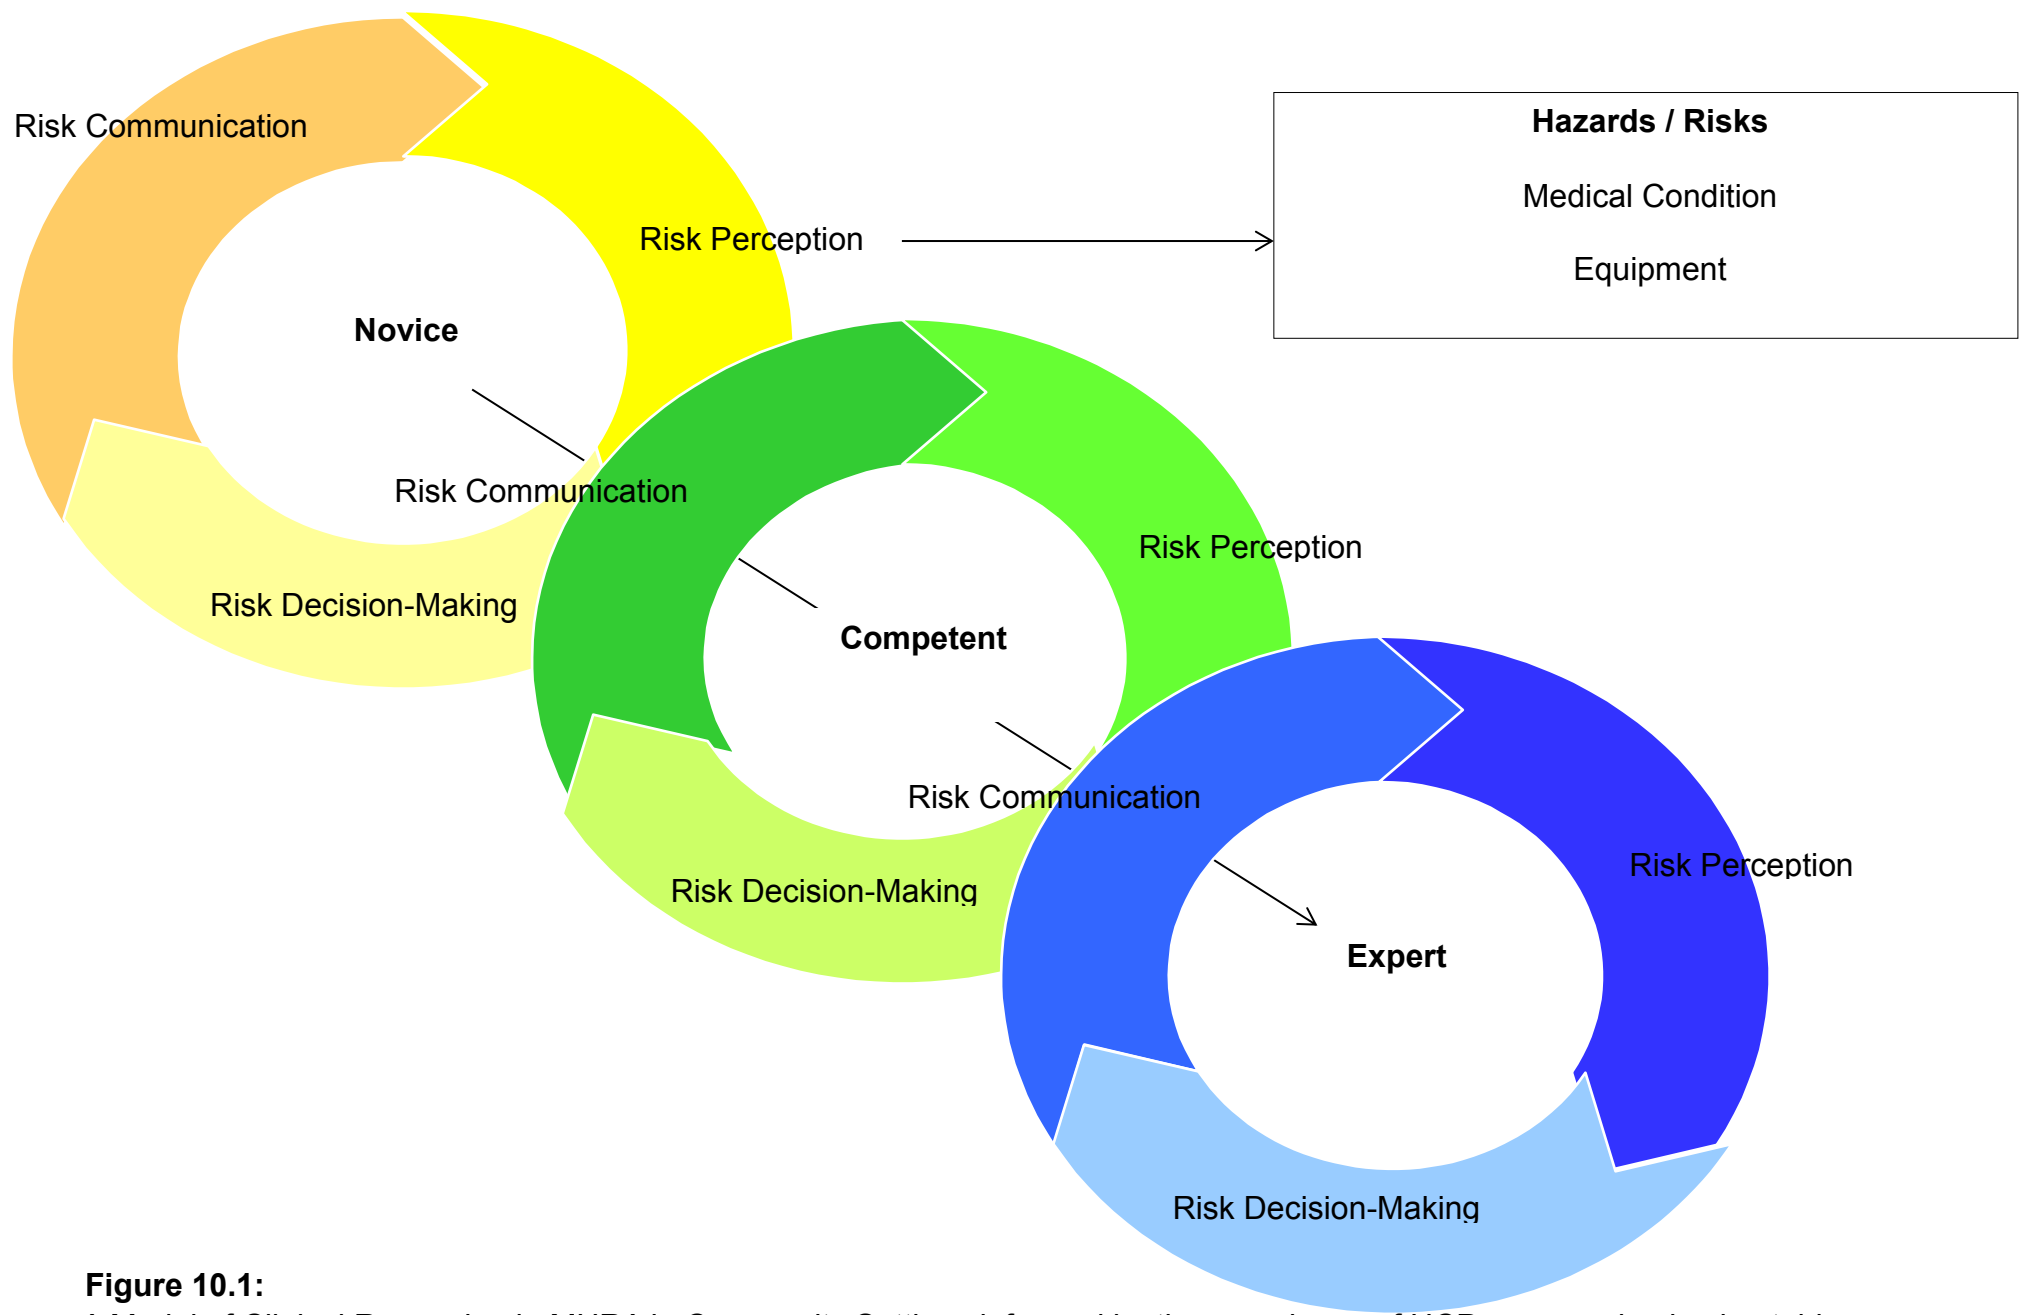 Risk Communication
Hazards / Risks
Medical Condition
Risk Perception
Equipment
Novice
Risk Communication
Risk Perception
Risk Decision-Making
Competent
Risk Communication
Risk Perception
Risk Decision-Making
Expert
Risk Decision-Making
Figure 10.1: